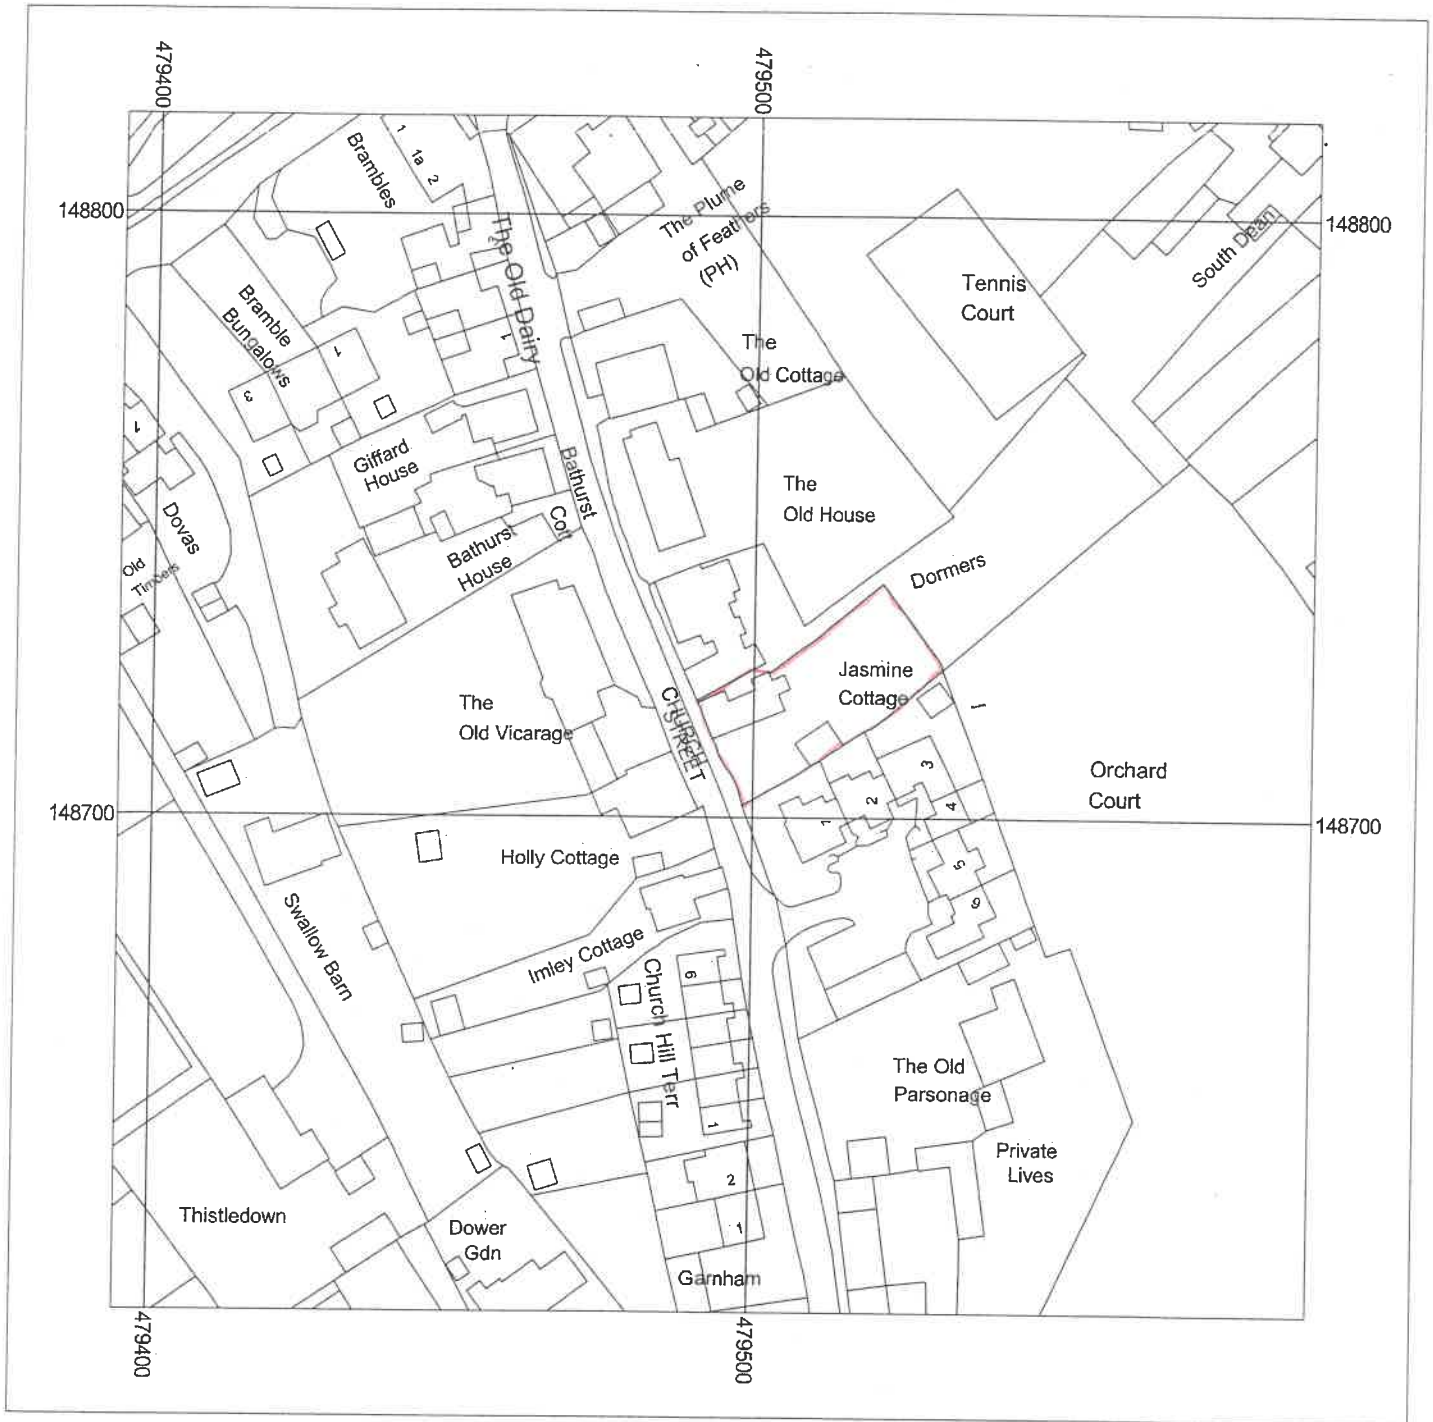 479400
479500
1
1a
2
Brambles
148800
148800
The Plume
of Feathers
(PH)
South Dean
The Old Dairy
2
1
Tennis
Court
Bramble
Bungalows
1
3
The
Old Cottage
1
Giffard
House
Bathurst
Cott
The
Old House
Dovas
Old
Timbers
Bathurst
House
Dormers
Jasmine
Cottage
The
Old Vicarage
CHURCH
STREET
1
3
2
4
1
Orchard
Court
148700
148700
Holly Cottage
5
6
Swallow Barn
Imley Cottage
Church Hill Terr
6
The Old
Parsonage
1
Private
Lives
2
1
Thistledown
Dower
Gdn
Garnham
479400
479500